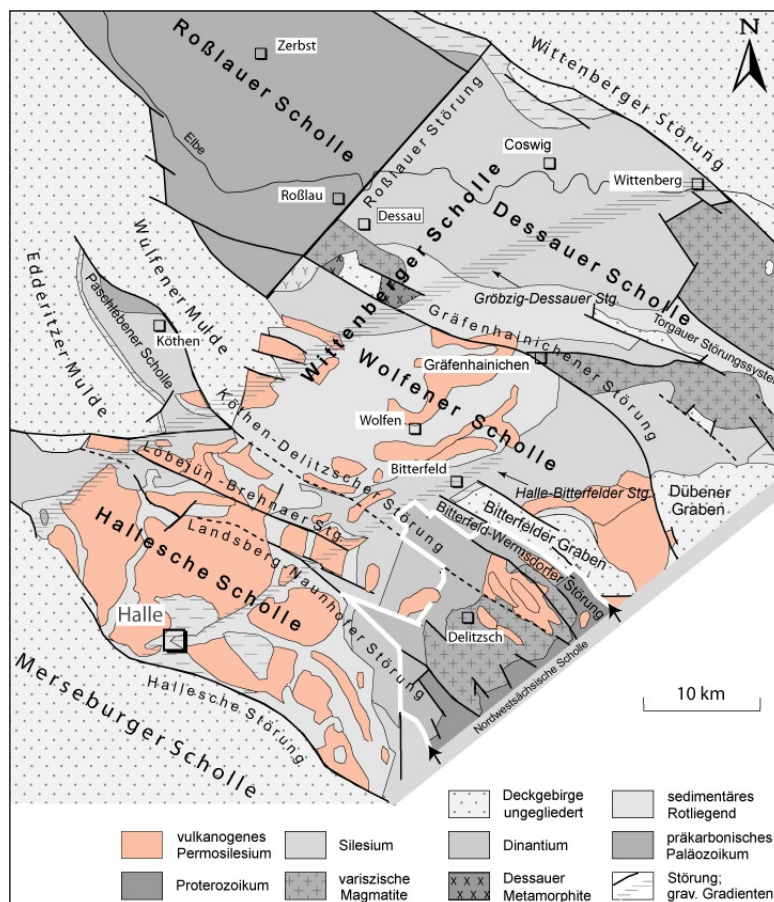 N
Zerbst
Roßlauer Scholle
Wittenberger Störung
Elbe
Roßlauer Störung
Coswig
Wittenberg
Roßlau
Dessau
Dessauer Scholle
Wittenberger Scholle
Wülfener Mulde
Edderitzer Mulde
Paschlebener Scholle
Köthen
Gröbzig-Dessauer Stg.
Torgauer Störungssystem
Gräfenhainichener Störung
Gräfenhainichen
Wolfener Scholle
Wolfen
Köthen-Delitzscher Störung
Bitterfeld
Halle-Bitterfelder Stg.
Dübener
Graben
Löbejün-Brehnaer Stg.
Bitterfelder Graben
Bitterfeld-Wermsdorfer Störung
Hallesche Scholle
Landsberg-Naunhofer Störung
Halle
Delitzsch
Nordwestsächsische Scholle
Hallesche Störung
Merseburger Scholle
10 km
Deckgebirge
ungegliedert
sedimentäres
Rotliegend
vulkanogenes
Permosilesium
Silesium
Dinantium
präkarbonisches
Paläozoikum
Proterozoikum
variszische
Magmatite
Dessauer
Metamorphite
Störung;
grav. Gradienten